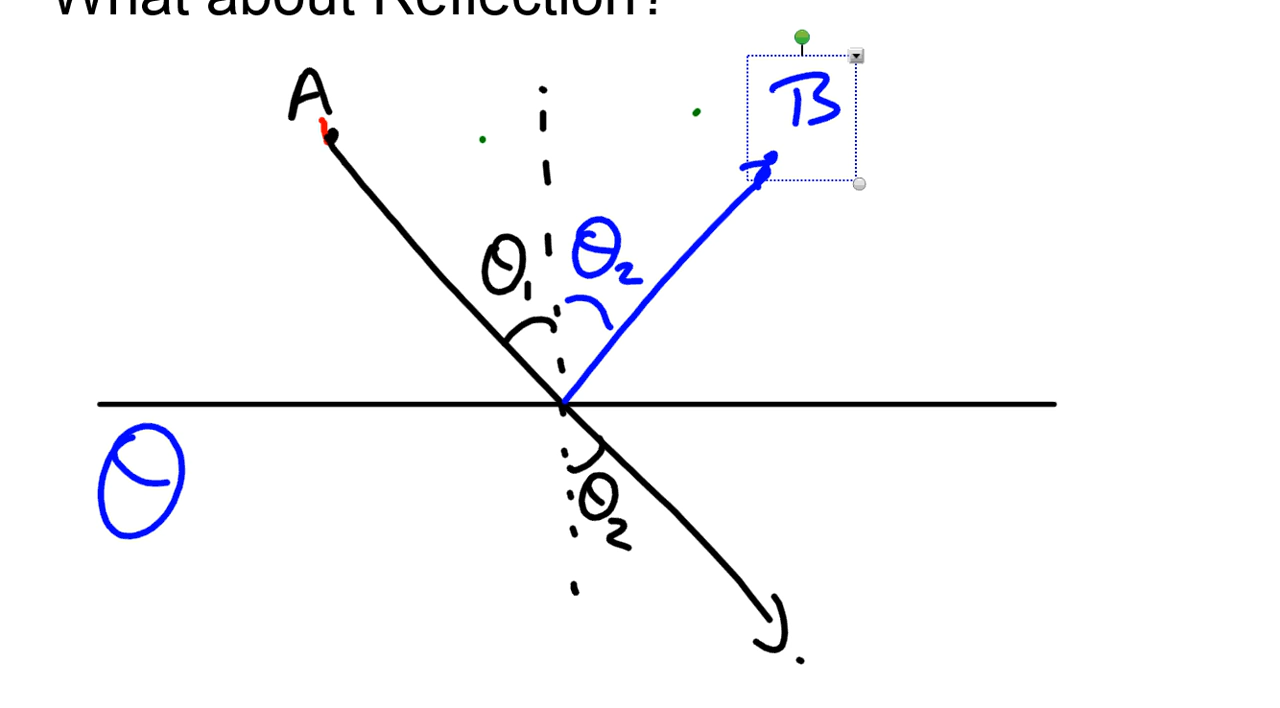 What about Reflection?
A
B
θ₁ θ₂
θ
θ₂